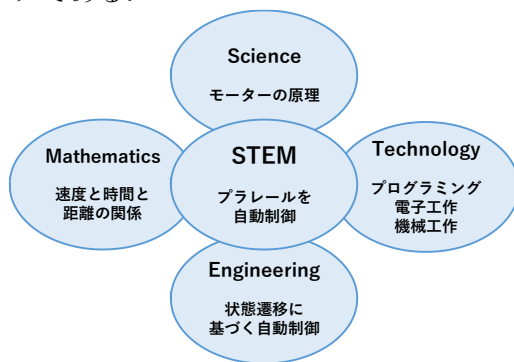 Science
モーターの原理
Mathematics
速度と時間と
距離の関係
STEM
プラレールを
自動制御
Technology
プログラミング
電子工作
機械工作
Engineering
状態遷移に
基づく自動制御